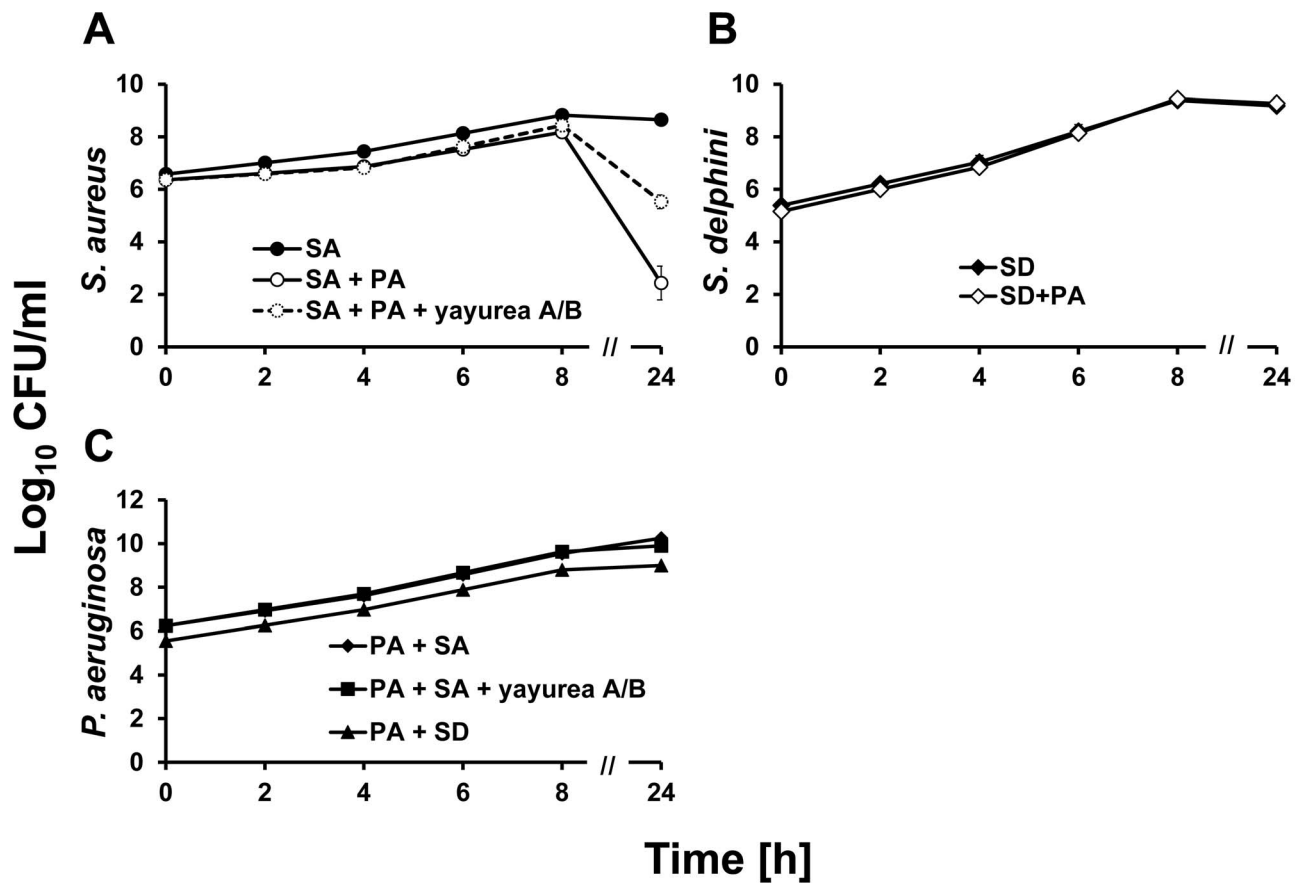 A
10
8
6
4
2
0
S. aureus
SA
SA + PA
SA + PA + yayurea A/B
//
0 2 4 6 8 24
B
10
8
6
4
2
0
S. delphini
SD
SD+PA
//
0 2 4 6 8 24
Log10 CFU/ml
C
12
10
8
6
4
2
0
P. aeruginosa
PA + SA
PA + SA + yayurea A/B
PA + SD
//
0 2 4 6 8 24
Time [h]